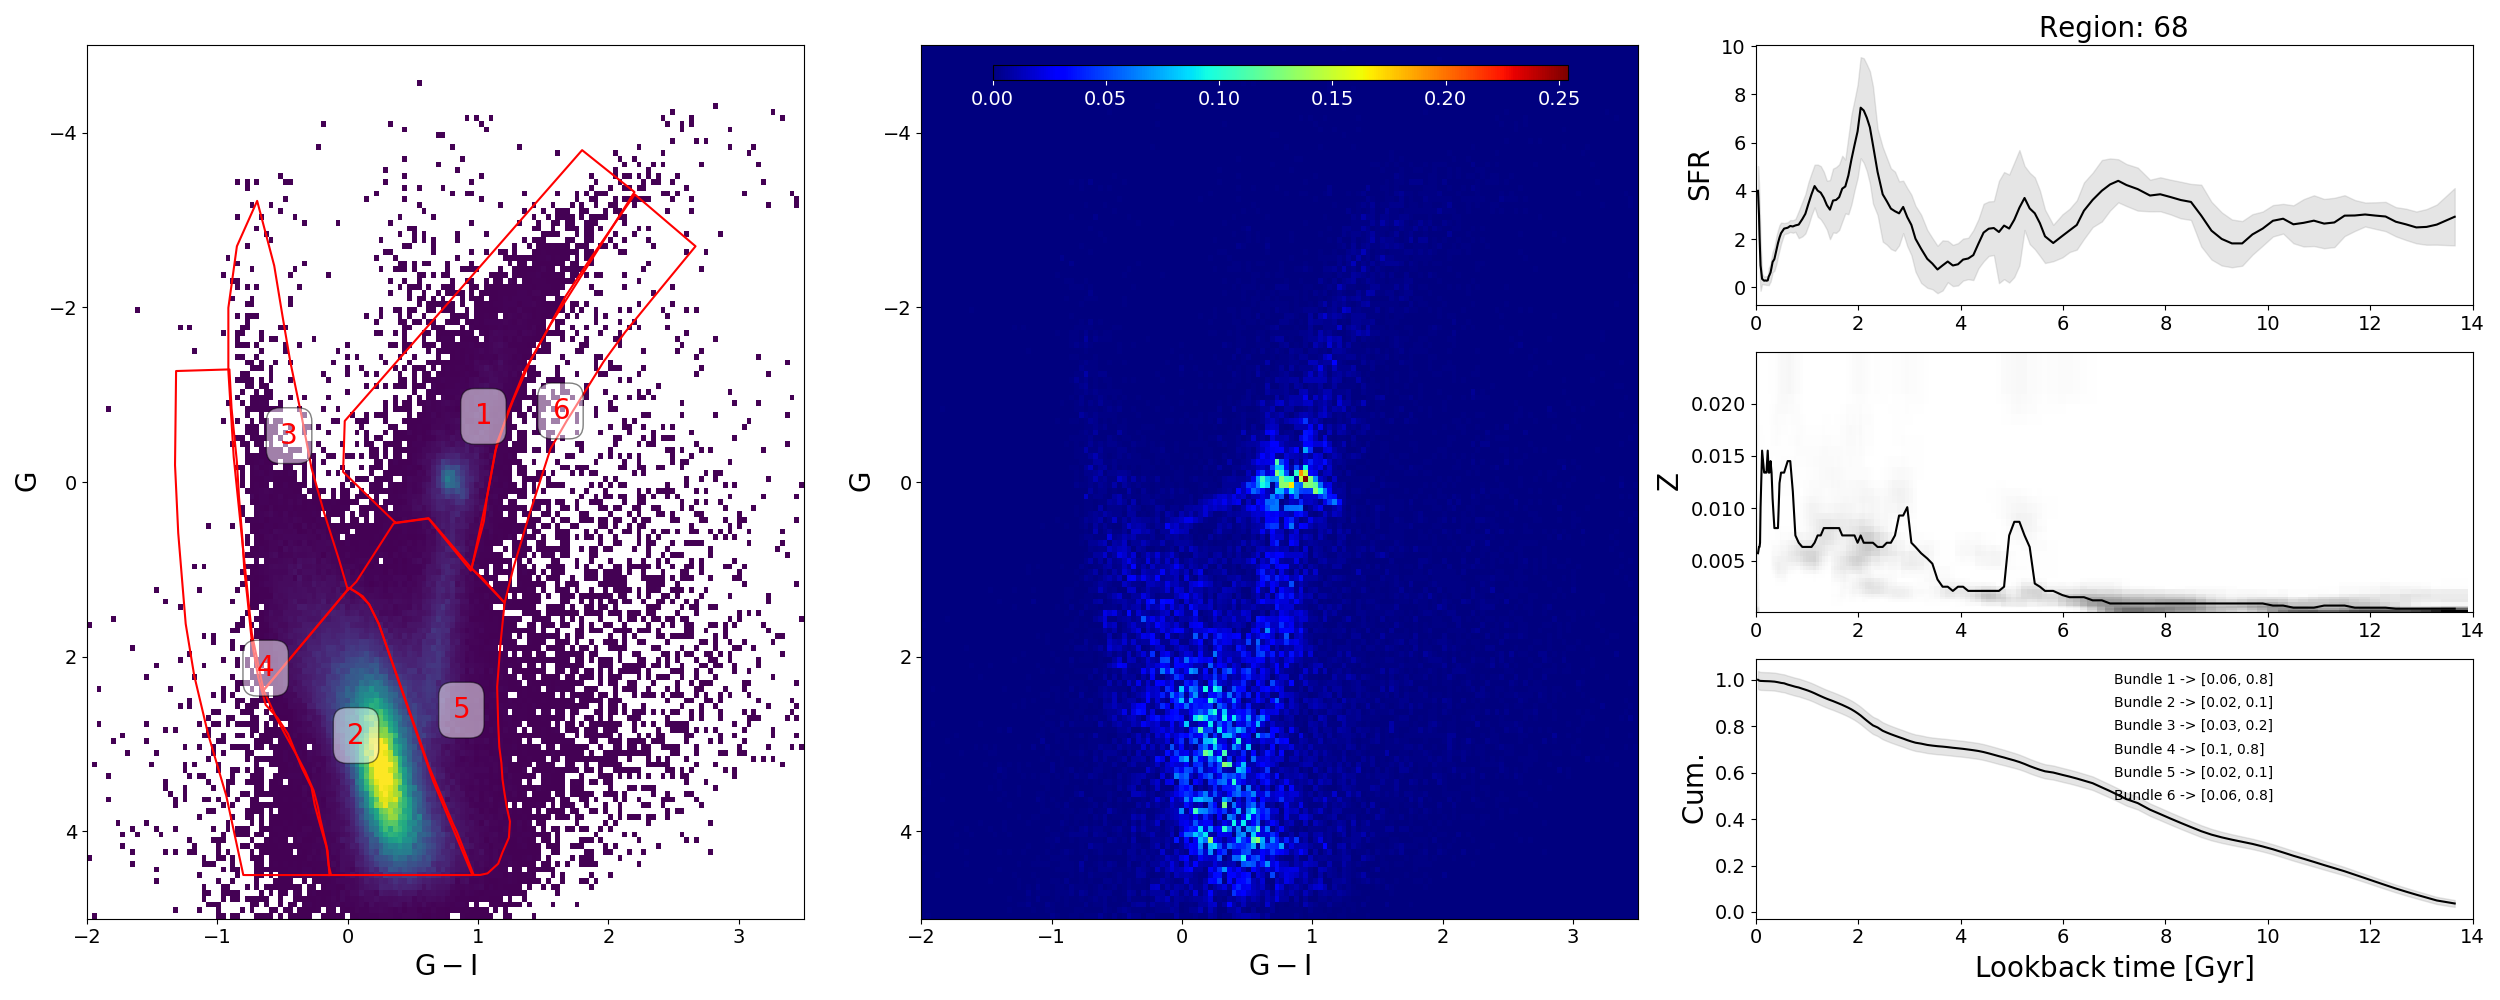 −4
−2
0
2
4
G
−2
−1
0
1
2
3
G − I
1
2
3
4
5
6
0.00
0.05
0.10
0.15
0.20
0.25
−4
−2
0
2
4
G
−2
−1
0
1
2
3
G − I
Region: 68
10
8
6
4
2
0
SFR
0 2 4 6 8 10 12 14
0.020
0.015
0.010
0.005
Z
0 2 4 6 8 10 12 14
1.0
0.8
0.6
0.4
0.2
0.0
Cum.
Bundle 1 -> [0.06, 0.8]
Bundle 2 -> [0.02, 0.1]
Bundle 3 -> [0.03, 0.2]
Bundle 4 -> [0.1, 0.8]
Bundle 5 -> [0.02, 0.1]
Bundle 6 -> [0.06, 0.8]
0 2 4 6 8 10 12 14
Lookback time [Gyr]